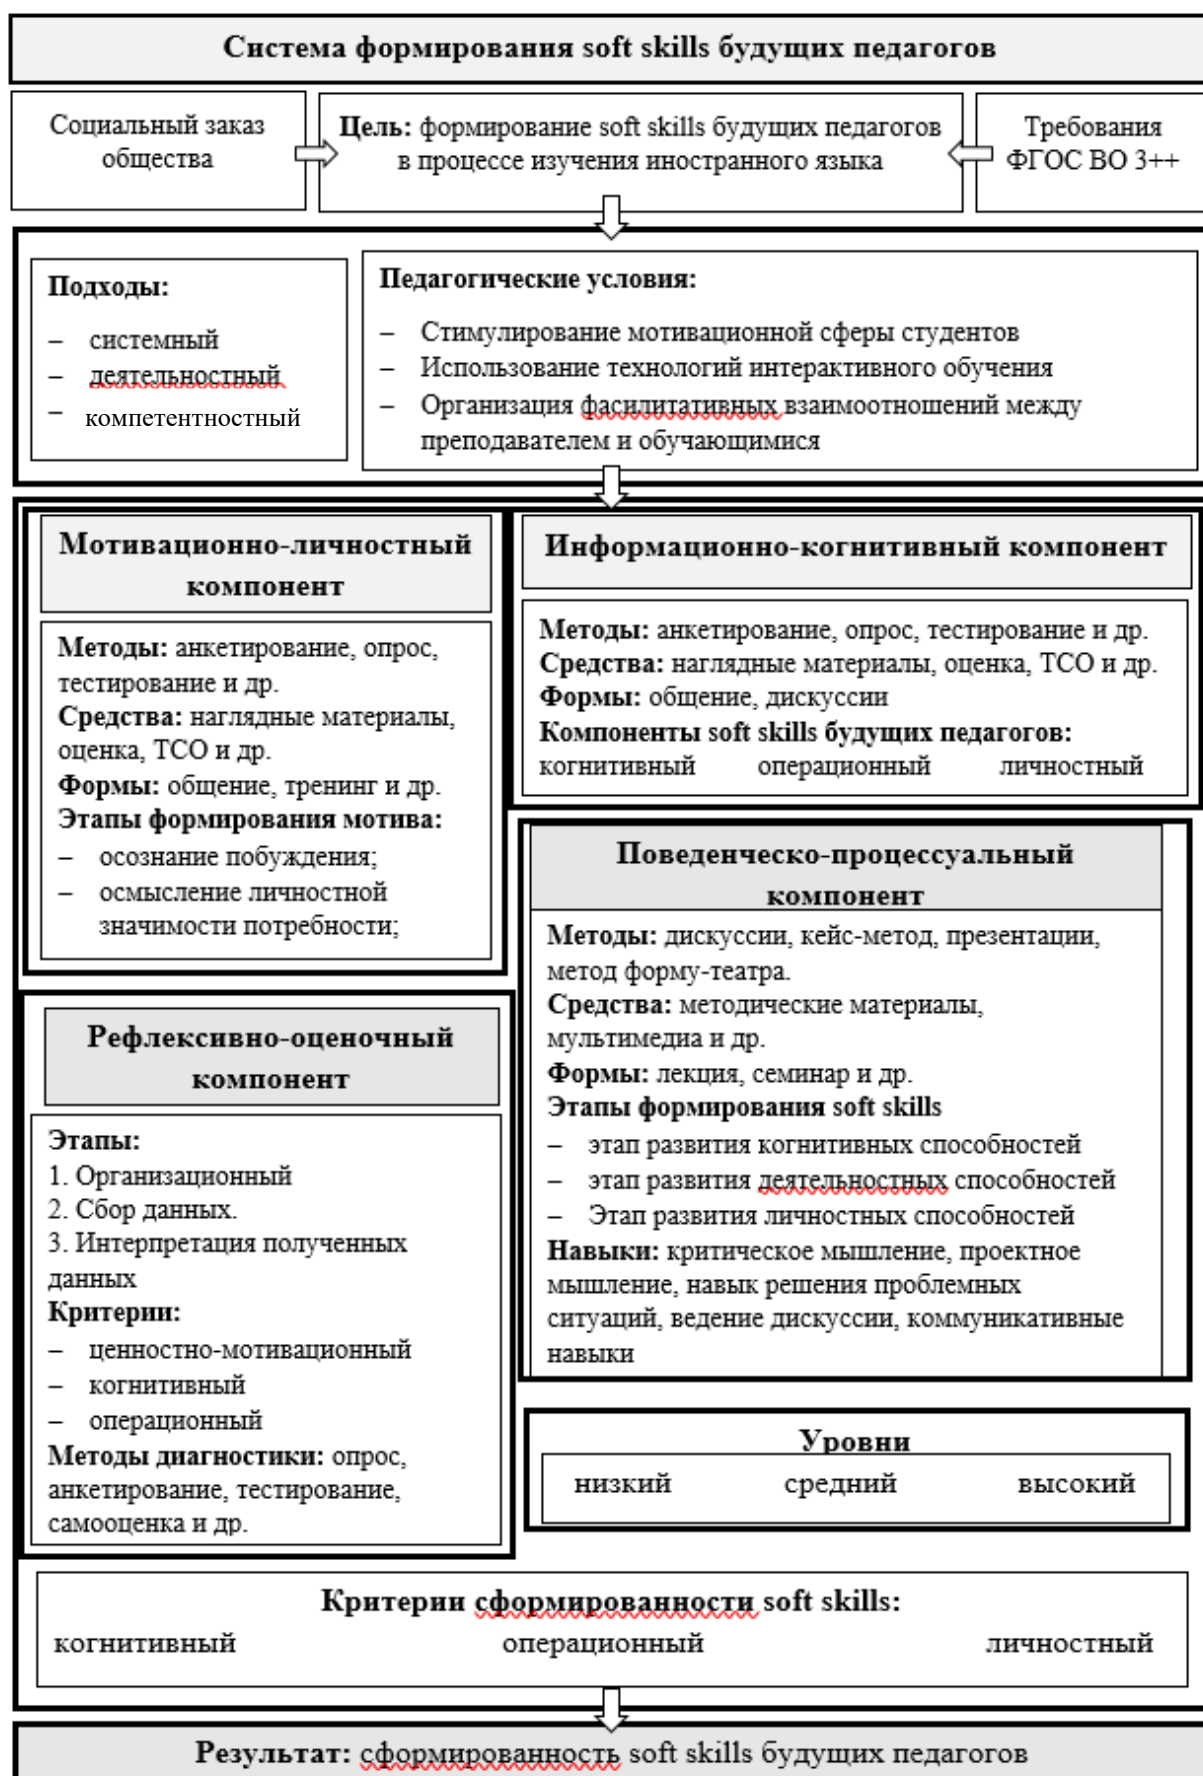 Система формирования soft skills будущих педагогов
Социальный заказ
общества
Цель: формирование soft skills будущих педагогов
в процессе изучения иностранного языка
Требования
ФГОС ВО 3++
Подходы:
– системный
– деятельностный
– компетентностный
Педагогические условия:
– Стимулирование мотивационной сферы студентов
– Использование технологий интерактивного обучения
– Организация фасилитативных взаимоотношений между
преподавателем и обучающимися
Мотивационно-личностный
компонент
Методы: анкетирование, опрос,
тестирование и др.
Средства: наглядные материалы,
оценка, ТСО и др.
Формы: общение, тренинг и др.
Этапы формирования мотива:
– осознание побуждения;
– осмысление личностной
значимости потребности;
Информационно-когнитивный компонент
Методы: анкетирование, опрос, тестирование и др.
Средства: наглядные материалы, оценка, ТСО и др.
Формы: общение, дискуссии
Компоненты soft skills будущих педагогов:
когнитивный операционный личностный
Поведенческо-процессуальный
компонент
Методы: дискуссии, кейс-метод, презентации,
метод форму-театра.
Средства: методические материалы,
мультимедиа и др.
Формы: лекция, семинар и др.
Этапы формирования soft skills
– этап развития когнитивных способностей
– этап развития деятельностных способностей
– Этап развития личностных способностей
Навыки: критическое мышление, проектное
мышление, навык решения проблемных
ситуаций, ведение дискуссии, коммуникативные
навыки
Рефлексивно-оценочный
компонент
Этапы:
1. Организационный
2. Сбор данных.
3. Интерпретация полученных
данных
Критерии:
– ценностно-мотивационный
– когнитивный
– операционный
Методы диагностики: опрос,
анкетирование, тестирование,
самооценка и др.
Уровни
низкий средний высокий
Критерии сформированности soft skills:
когнитивный операционный личностный
Результат: сформированность soft skills будущих педагогов